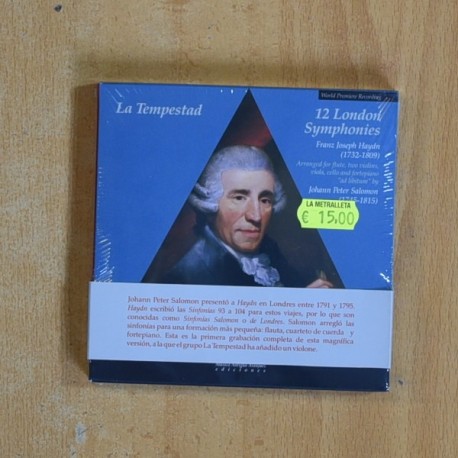 World Premiere Recording
La Tempestad
12 London
Symphonies
Franz Joseph Haydn
(1732-1809)
Arranged for flute, two violins,
viola, cello and fortepiano
"ad libitum" by
Johann Peter Salomon
(1745-1815)
LA METRALLETA
€ 15,00
Johann Peter Salomon presentó a Haydn en Londres entre 1791 y 1795.
Haydn escribió las Sinfonías 93 a 104 para estos viajes, por lo que son
conocidas como Sinfonías Salomon o de Londres. Salomon arregló las
sinfonías para una formación más pequeña: flauta, cuarteto de cuerda y
fortepiano. Esta es la primera grabación completa de esta magnífica
versión, a la que el grupo La Tempestad ha añadido un violone.
ediciones